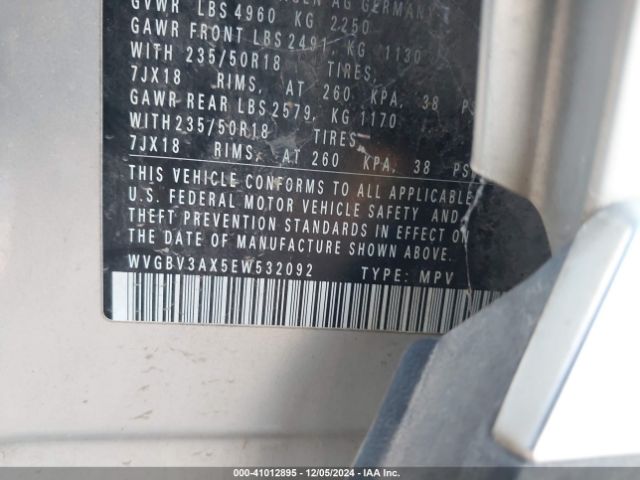 AG GERMANY
GVWR LBS 4960 KG 2250
GAWR FRONT LBS 2491, KG 1130
WITH 235/50R18 TIRES,
7JX18 RIMS, AT 260 KPA, 38
GAWR REAR LBS 2579, KG 1170
WITH 235/50R18 TIRES,
7JX18 RIMS, AT 260 KPA, 38 PSI
THIS VEHICLE CONFORMS TO ALL APPLICABLE
U.S. FEDERAL MOTOR VEHICLE SAFETY AND
THEFT PREVENTION STANDARDS IN EFFECT ON
THE DATE OF MANUFACTURE SHOWN ABOVE.
WVGBV3AX5EW532092 TYPE: MPV
000-41012895 - 12/05/2024 - IAA Inc.